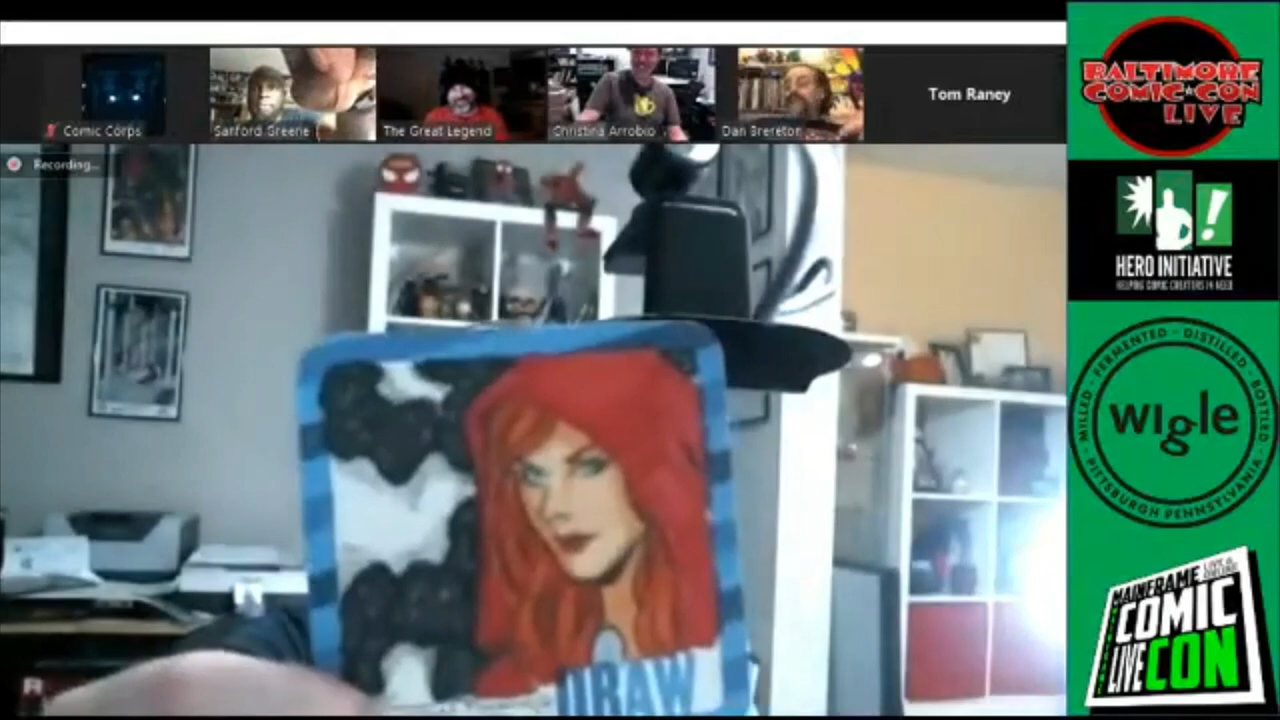 Comic Corps
Sanford Greene
The Great Legend
Christina Arrobio
Dan Brereton
Tom Raney
Recording...
DRAW
BALTIMORE
COMIC-CON
LIVE
HERO INITIATIVE
HELPING COMIC CREATORS IN NEED
MILLED · FERMENTED · DISTILLED · BOTTLED
wigle
PITTSBURGH PENNSYLVANIA
MAINFRAME
COMIC
LIVE CON